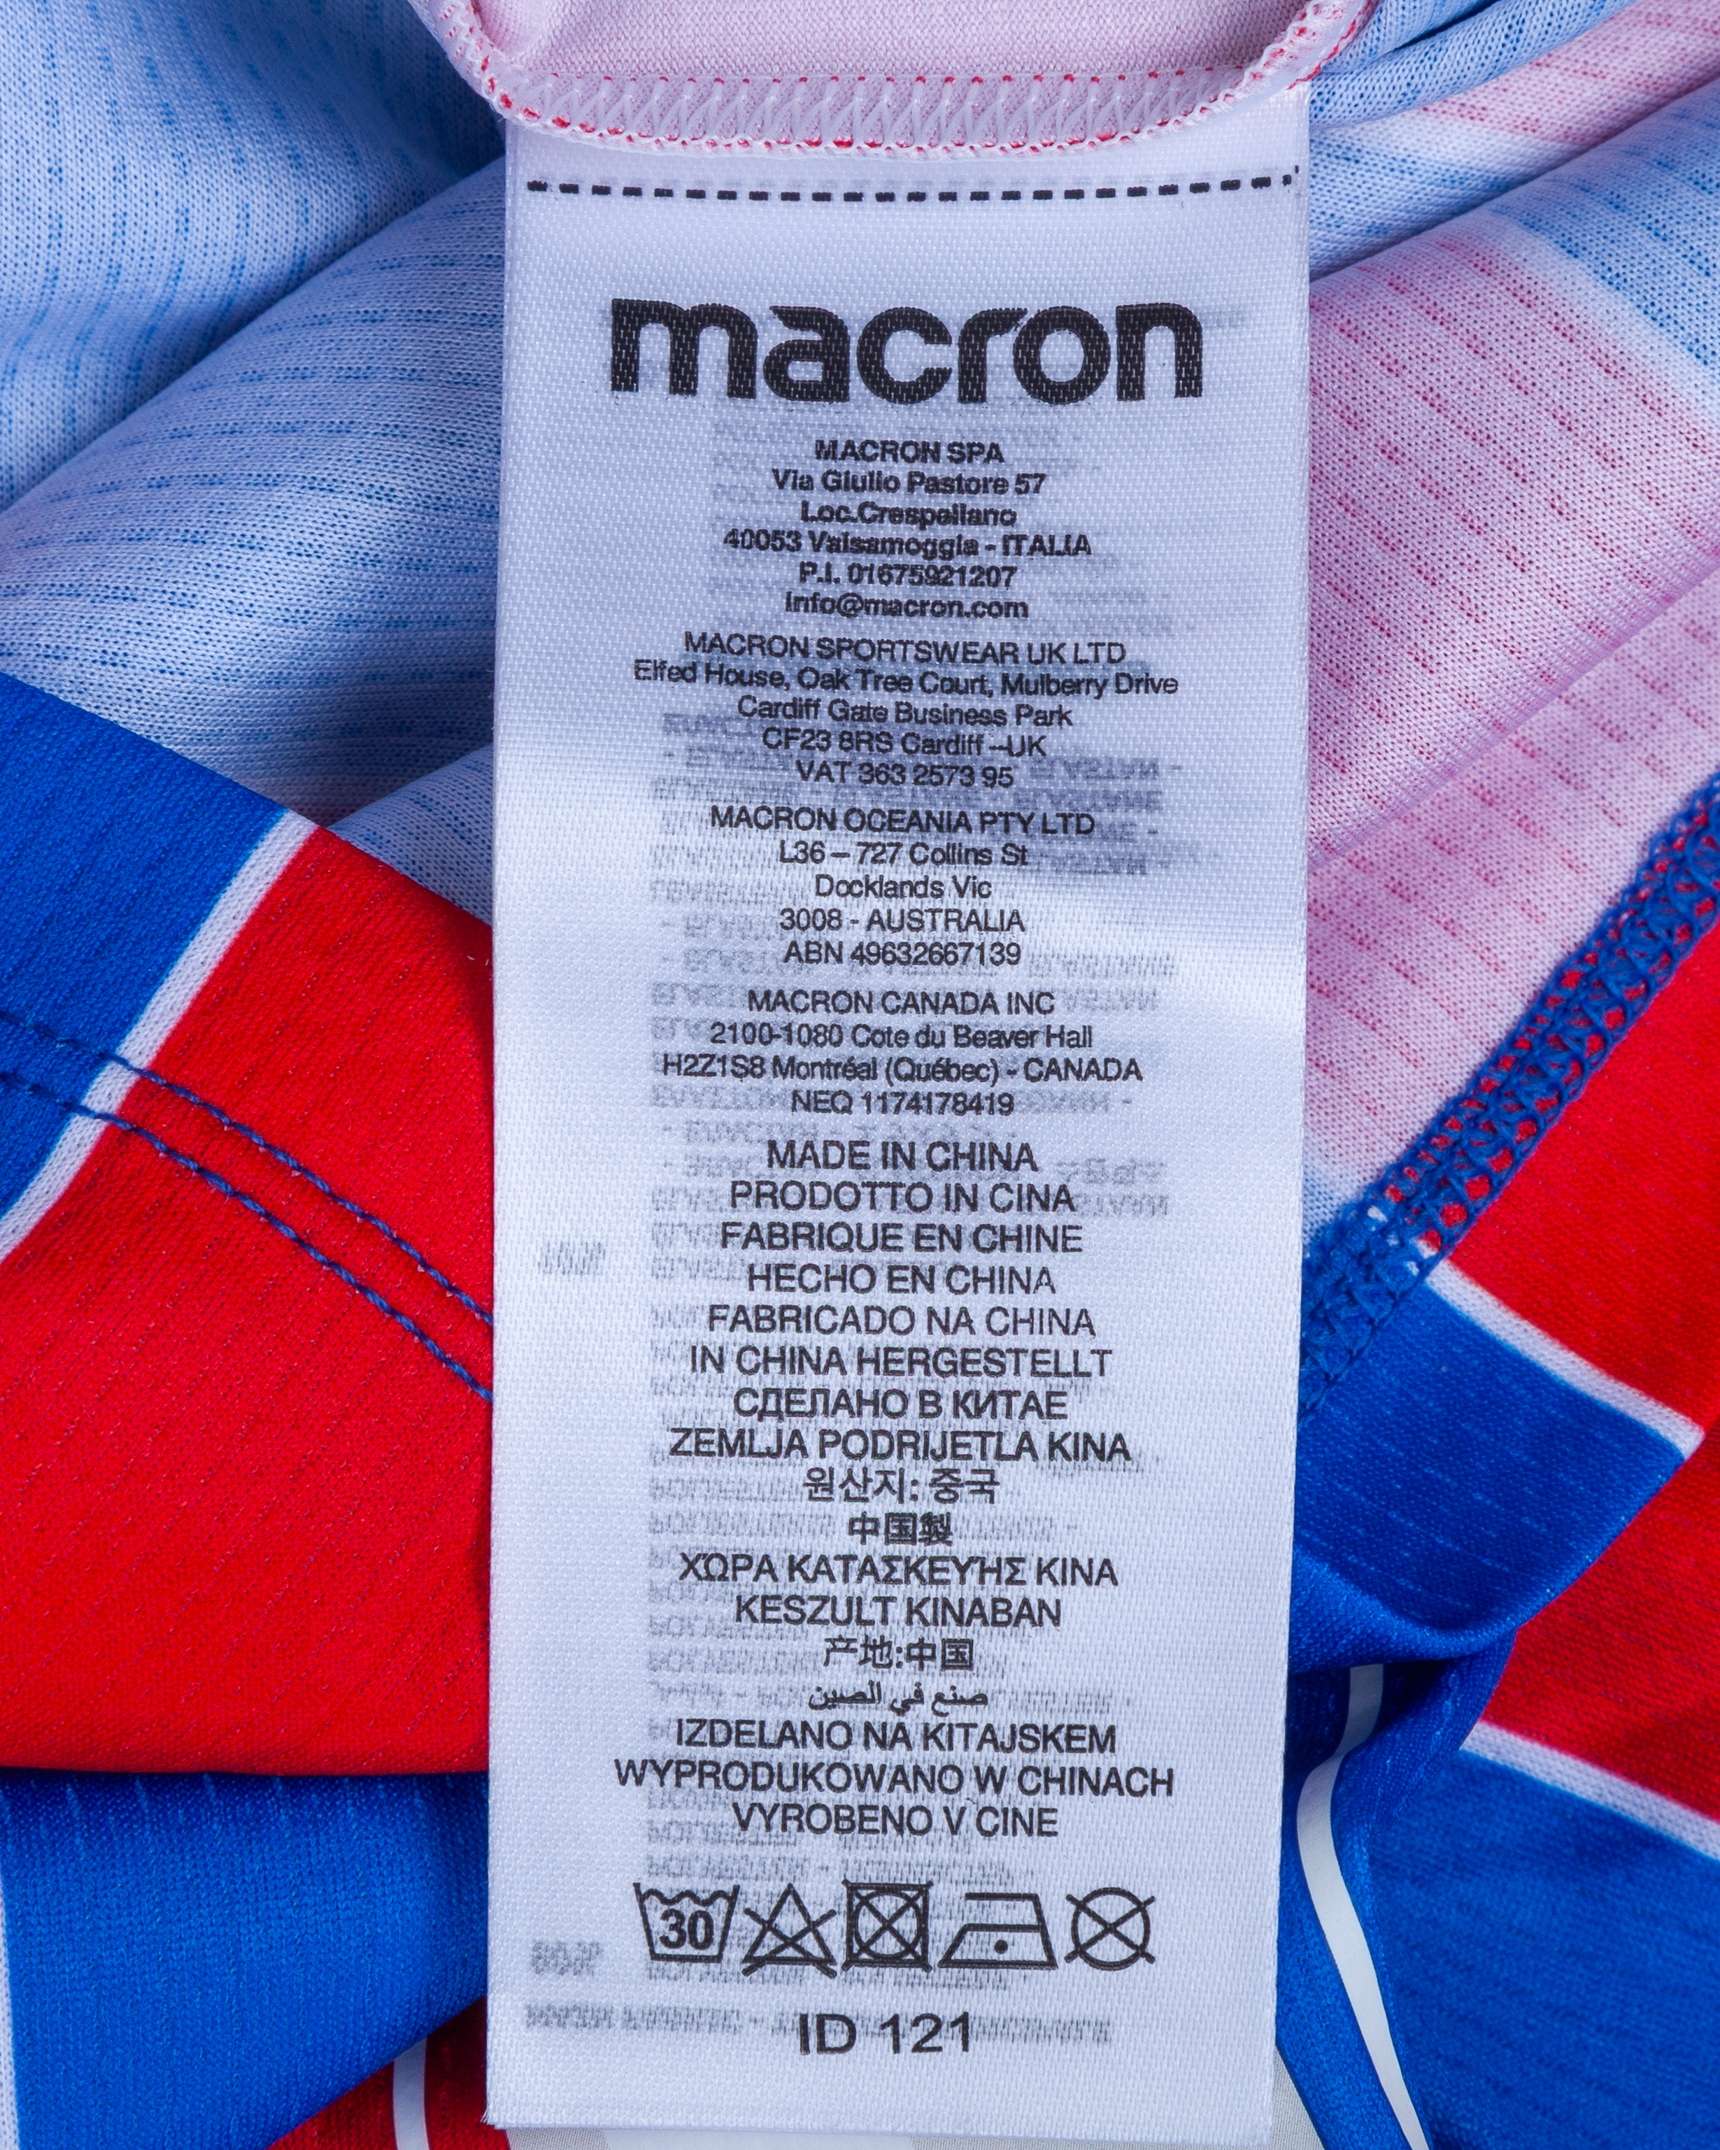 macron
MACRON SPA
Via Giulio Pastore 57
Loc.Crespellano
40053 Valsamoggia - ITALIA
P.I. 01675921207
info@macron.com
MACRON SPORTSWEAR UK LTD
Elfed House, Oak Tree Court, Mulberry Drive
Cardiff Gate Business Park
CF23 8RS Cardiff –UK
VAT 363 2573 95
MACRON OCEANIA PTY LTD
L36 – 727 Collins St
Docklands Vic
3008 - AUSTRALIA
ABN 49632667139
MACRON CANADA INC
2100-1080 Cote du Beaver Hall
H2Z1S8 Montréal (Québec) - CANADA
NEQ 1174178419
MADE IN CHINA
PRODOTTO IN CINA
FABRIQUE EN CHINE
HECHO EN CHINA
FABRICADO NA CHINA
IN CHINA HERGESTELLT
СДЕЛАНО В КИТАЕ
ZEMLJA PODRIJETLA KINA
원산지: 중국
中国製
ΧΏΡΑ ΚΑΤΑΣΚΕΥΉΣ ΚΙΝΑ
KESZULT KINABAN
产地:中国
صنع في الصين
IZDELANO NA KITAJSKEM
WYPRODUKOWANO W CHINACH
VYROBENO V CINE
30
ID 121